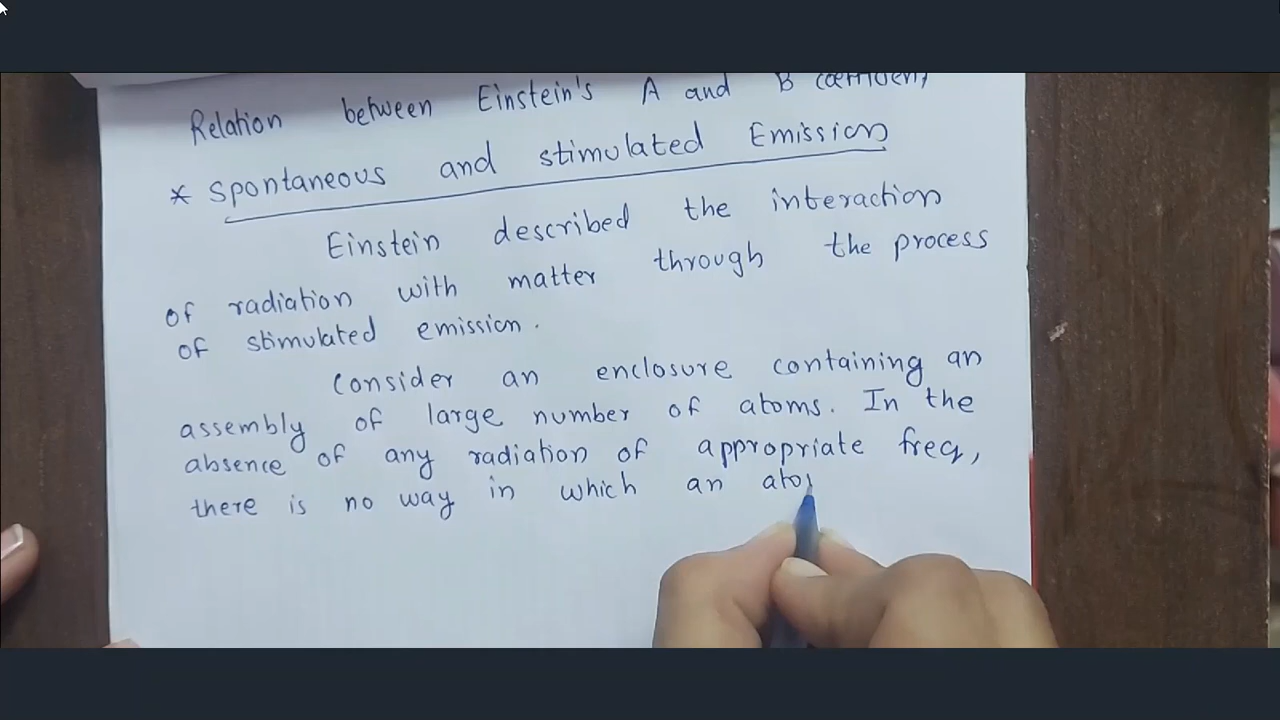 Relation between Einstein's A and B coefficient
* Spontaneous and stimulated Emission
Einstein described the interaction
of radiation with matter through the process
of stimulated emission.
Consider an enclosure containing an
assembly of large number of atoms. In the
absence of any radiation of appropriate freq,
there is no way in which an ato